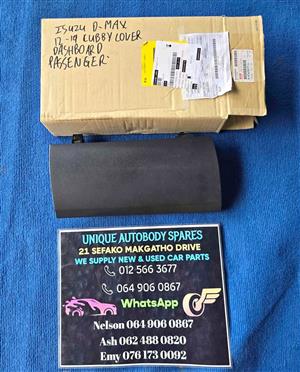 ISUZU D-MAX
13-19 CUBBY COVER
DASHBOARD
PASSENGER
UNIQUE AUTOBODY SPARES
21 SEFAKO MAKGATHO DRIVE
WE SUPPLY NEW & USED CAR PARTS
012 566 3677
064 906 0867
WhatsApp
Nelson 064 906 0867
Ash 062 488 0820
Emy 076 173 0092